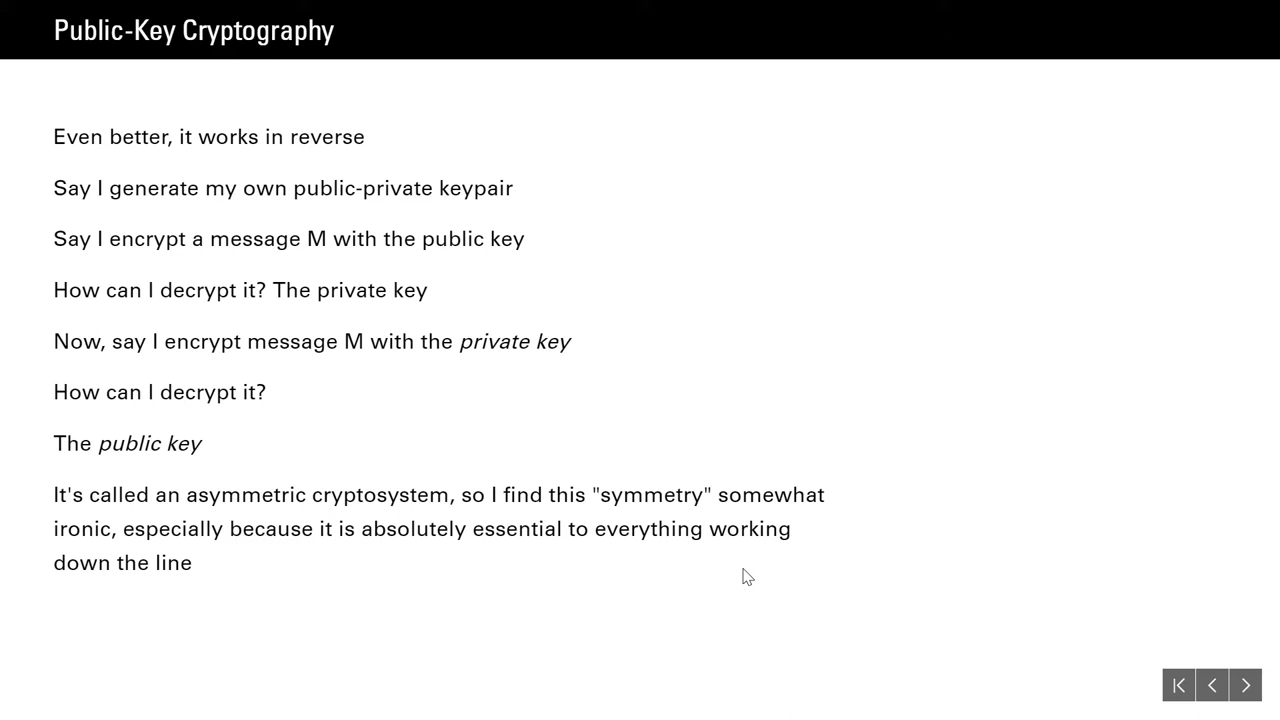 Public-Key Cryptography
Even better, it works in reverse
Say I generate my own public-private keypair
Say I encrypt a message M with the public key
How can I decrypt it? The private key
Now, say I encrypt message M with the private key
How can I decrypt it?
The public key
It's called an asymmetric cryptosystem, so I find this "symmetry" somewhat
ironic, especially because it is absolutely essential to everything working
down the line